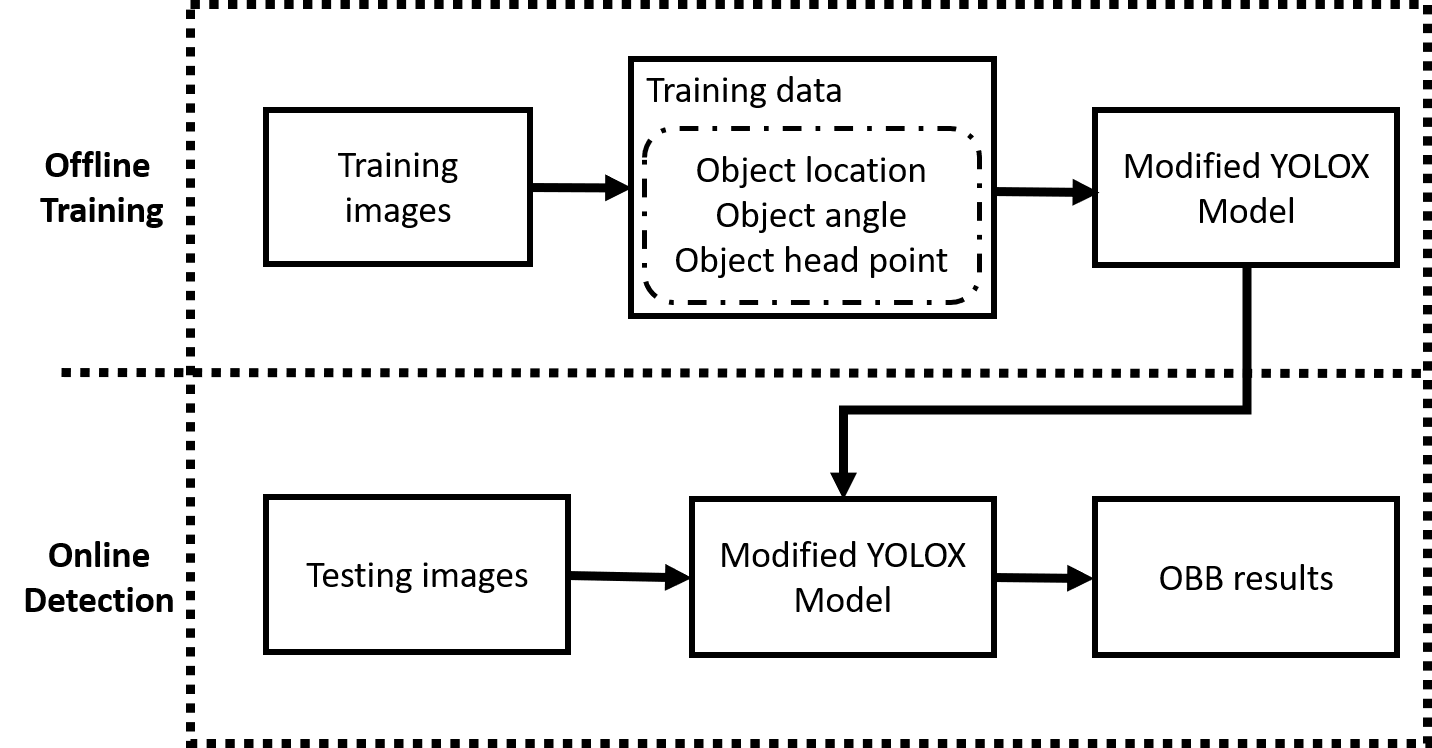 Offline
Training
Training
images
Training data
Object location
Object angle
Object head point
Modified YOLOX
Model
Online
Detection
Testing images
Modified YOLOX
Model
OBB results